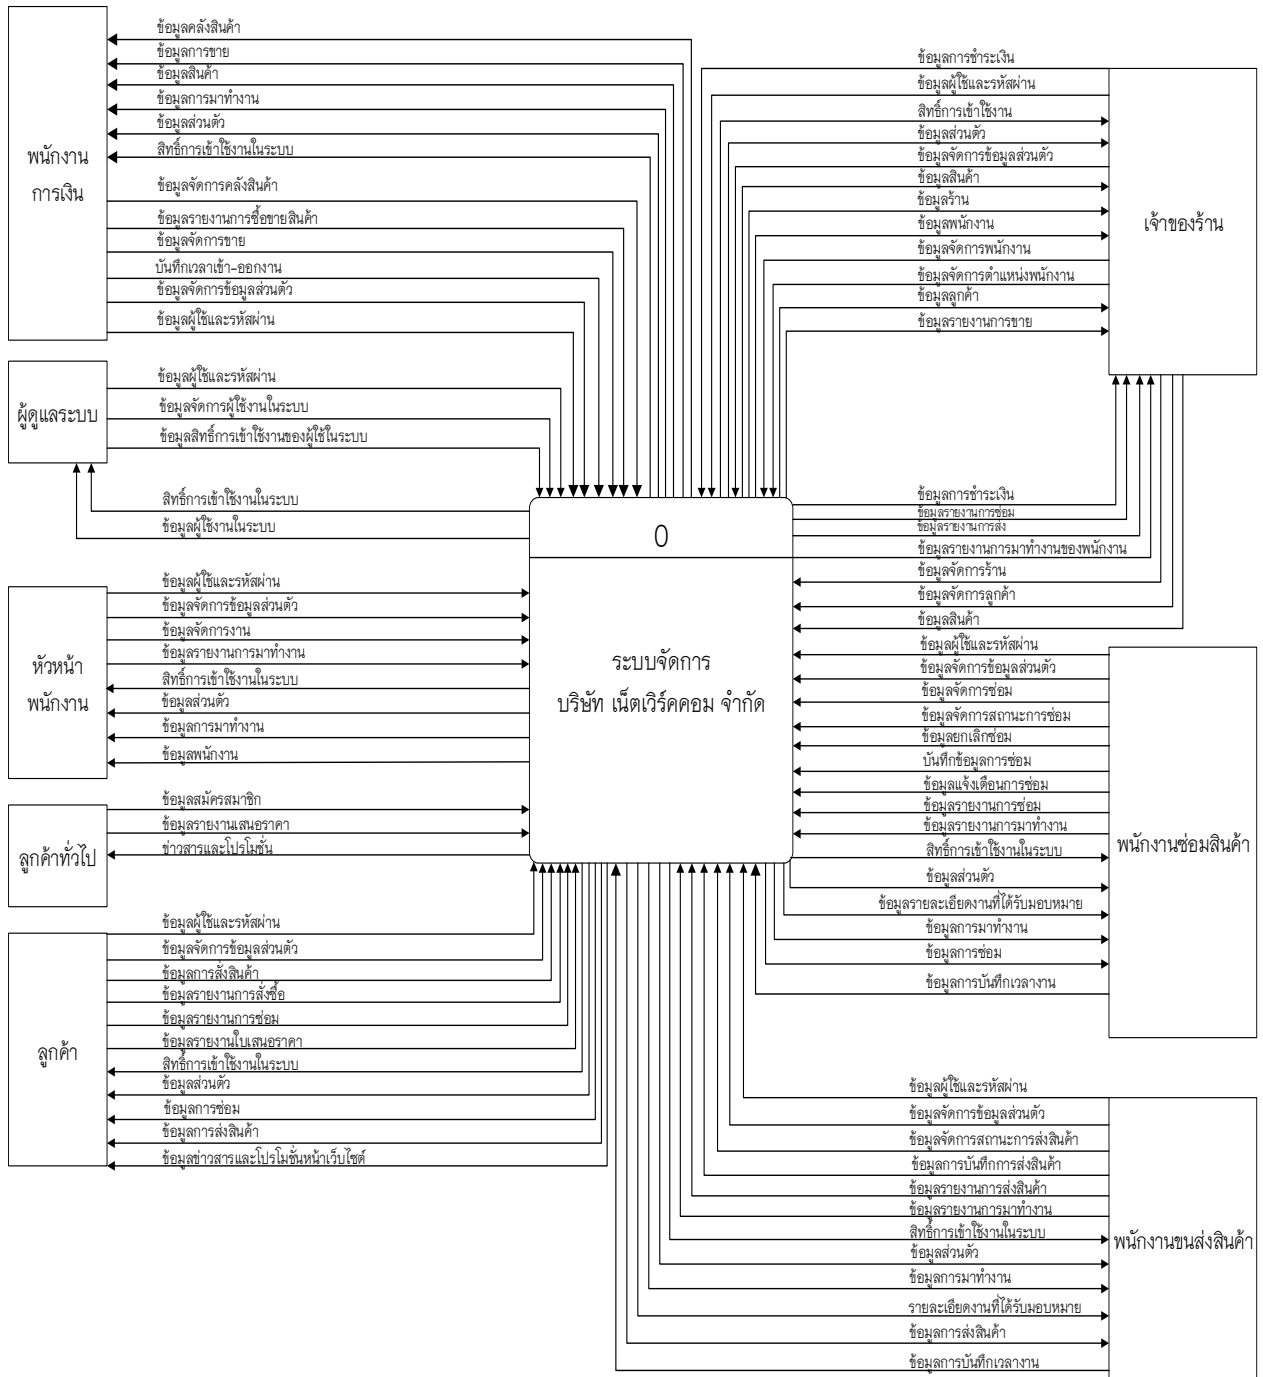 พนักงาน
การเงิน
ข้อมูลคลังสินค้า
ข้อมูลการขาย
ข้อมูลสินค้า
ข้อมูลการมาทำงาน
ข้อมูลส่วนตัว
สิทธิ์การเข้าใช้งานในระบบ
ข้อมูลจัดการคลังสินค้า
ข้อมูลรายงานการซื้อขายสินค้า
ข้อมูลจัดการขาย
บันทึกเวลาเข้า-ออกงาน
ข้อมูลจัดการข้อมูลส่วนตัว
ข้อมูลผู้ใช้และรหัสผ่าน
ผู้ดูแลระบบ
ข้อมูลผู้ใช้และรหัสผ่าน
ข้อมูลจัดการผู้ใช้งานในระบบ
ข้อมูลสิทธิ์การเข้าใช้งานของผู้ใช้ในระบบ
สิทธิ์การเข้าใช้งานในระบบ
ข้อมูลผู้ใช้งานในระบบ
หัวหน้า
พนักงาน
ข้อมูลผู้ใช้และรหัสผ่าน
ข้อมูลจัดการข้อมูลส่วนตัว
ข้อมูลจัดการงาน
ข้อมูลรายงานการมาทำงาน
สิทธิ์การเข้าใช้งานในระบบ
ข้อมูลส่วนตัว
ข้อมูลการมาทำงาน
ข้อมูลพนักงาน
ลูกค้าทั่วไป
ข้อมูลสมัครสมาชิก
ข้อมูลรายงานเสนอราคา
ข่าวสารและโปรโมชั่น
ลูกค้า
ข้อมูลผู้ใช้และรหัสผ่าน
ข้อมูลจัดการข้อมูลส่วนตัว
ข้อมูลการสั่งสินค้า
ข้อมูลรายงานการสั่งซื้อ
ข้อมูลรายงานการซ่อม
ข้อมูลรายงานใบเสนอราคา
สิทธิ์การเข้าใช้งานในระบบ
ข้อมูลส่วนตัว
ข้อมูลการซ่อม
ข้อมูลการส่งสินค้า
ข้อมูลข่าวสารและโปรโมชั่นหน้าเว็บไซต์
0
ระบบจัดการ
บริษัท เน็ตเวิร์คคอม จำกัด
เจ้าของร้าน
ข้อมูลการชำระเงิน
ข้อมูลผู้ใช้และรหัสผ่าน
สิทธิ์การเข้าใช้งาน
ข้อมูลส่วนตัว
ข้อมูลจัดการข้อมูลส่วนตัว
ข้อมูลสินค้า
ข้อมูลร้าน
ข้อมูลพนักงาน
ข้อมูลจัดการพนักงาน
ข้อมูลจัดการตำแหน่งพนักงาน
ข้อมูลลูกค้า
ข้อมูลรายงานการขาย
ข้อมูลการชำระเงิน
ข้อมูลรายงานการซ่อม
ข้อมูลรายงานการส่ง
ข้อมูลรายงานการมาทำงานของพนักงาน
ข้อมูลจัดการร้าน
ข้อมูลจัดการลูกค้า
ข้อมูลสินค้า
พนักงานซ่อมสินค้า
ข้อมูลผู้ใช้และรหัสผ่าน
ข้อมูลจัดการข้อมูลส่วนตัว
ข้อมูลจัดการซ่อม
ข้อมูลจัดการสถานะการซ่อม
ข้อมูลยกเลิกซ่อม
บันทึกข้อมูลการซ่อม
ข้อมูลแจ้งเตือนการซ่อม
ข้อมูลรายงานการซ่อม
ข้อมูลรายงานการมาทำงาน
สิทธิ์การเข้าใช้งานในระบบ
ข้อมูลส่วนตัว
ข้อมูลรายละเอียดงานที่ได้รับมอบหมาย
ข้อมูลการมาทำงาน
ข้อมูลการซ่อม
ข้อมูลการบันทึกเวลางาน
พนักงานขนส่งสินค้า
ข้อมูลผู้ใช้และรหัสผ่าน
ข้อมูลจัดการข้อมูลส่วนตัว
ข้อมูลจัดการสถานะการส่งสินค้า
ข้อมูลการบันทึกการส่งสินค้า
ข้อมูลรายงานการส่งสินค้า
ข้อมูลรายงานการมาทำงาน
สิทธิ์การเข้าใช้งานในระบบ
ข้อมูลส่วนตัว
ข้อมูลการมาทำงาน
รายละเอียดงานที่ได้รับมอบหมาย
ข้อมูลการส่งสินค้า
ข้อมูลการบันทึกเวลางาน